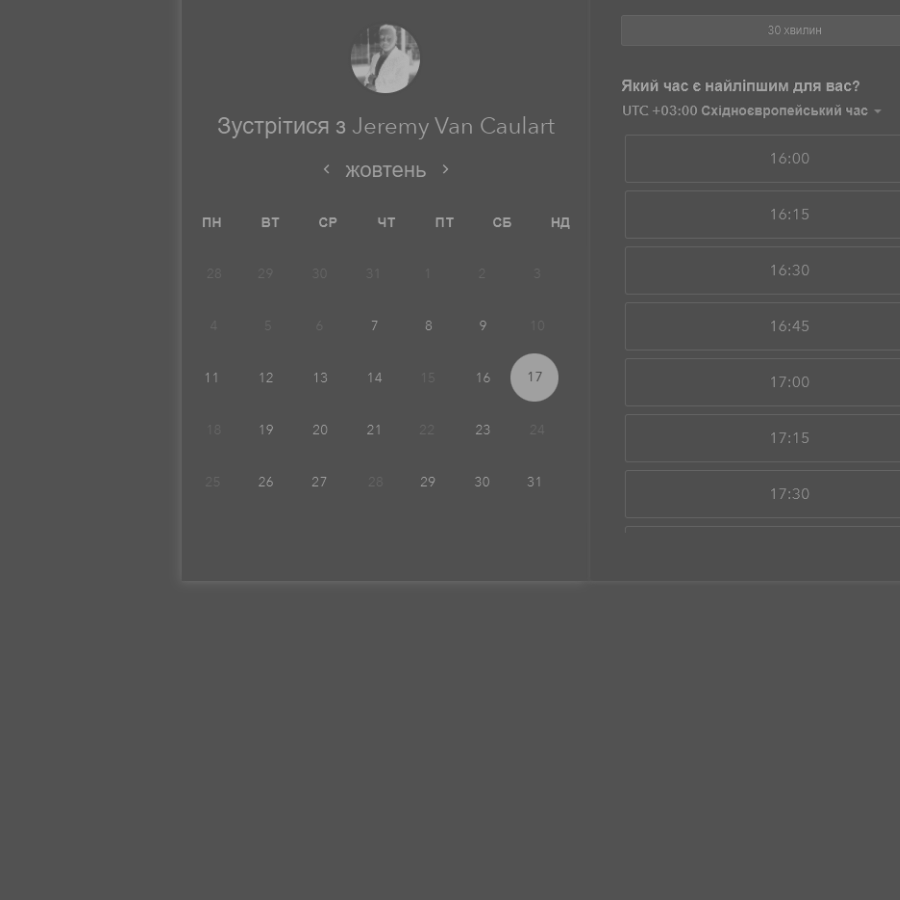 Зустрітися з Jeremy Van Caulart
‹ жовтень ›
ПН ВТ СР ЧТ ПТ СБ НД
28 29 30 31 1 2 3
4 5 6 7 8 9 10
11 12 13 14 15 16 17
18 19 20 21 22 23 24
25 26 27 28 29 30 31
30 хвилин
Який час є найліпшим для вас?
UTC +03:00 Східноєвропейський час
16:00
16:15
16:30
16:45
17:00
17:15
17:30